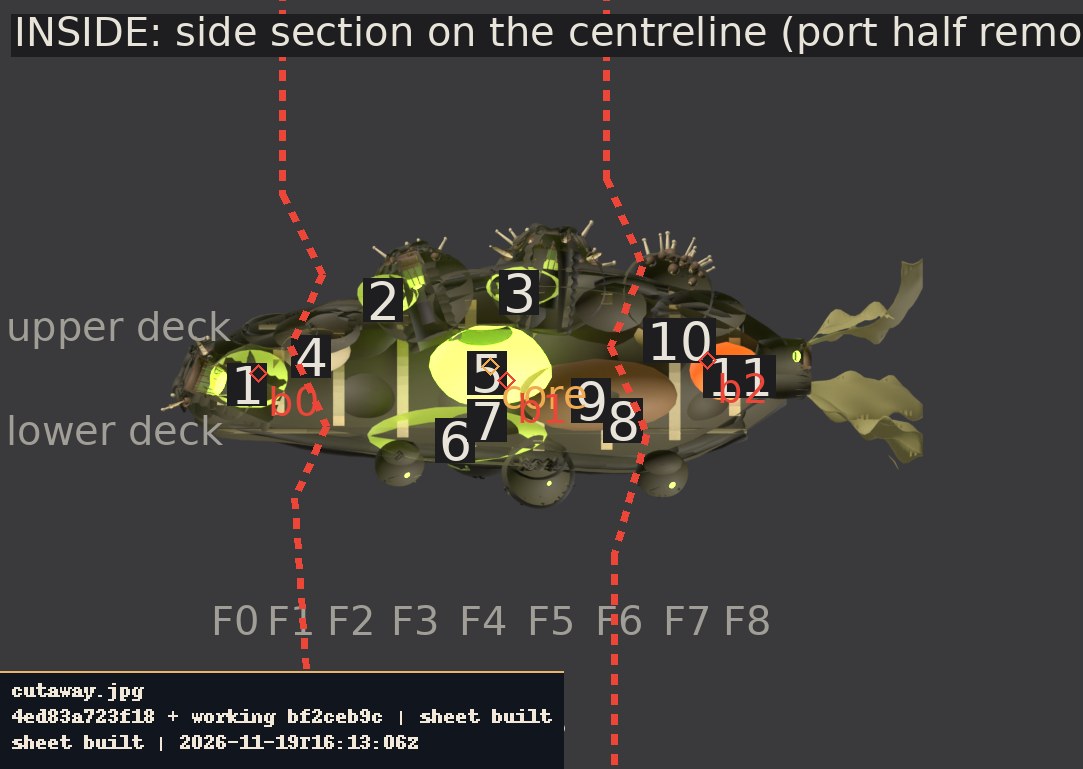 INSIDE: side section on the centreline (port half remo
2
3
upper deck
4
10
1
5
11
b0
core
b1
9
b2
lower deck
7
8
6
F0 F1 F2 F3 F4 F5 F6 F7 F8
cutaway.jpg
4ed83a723f18 + working bf2ceb9c | sheet built
sheet built | 2026-11-19T16:13:06Z